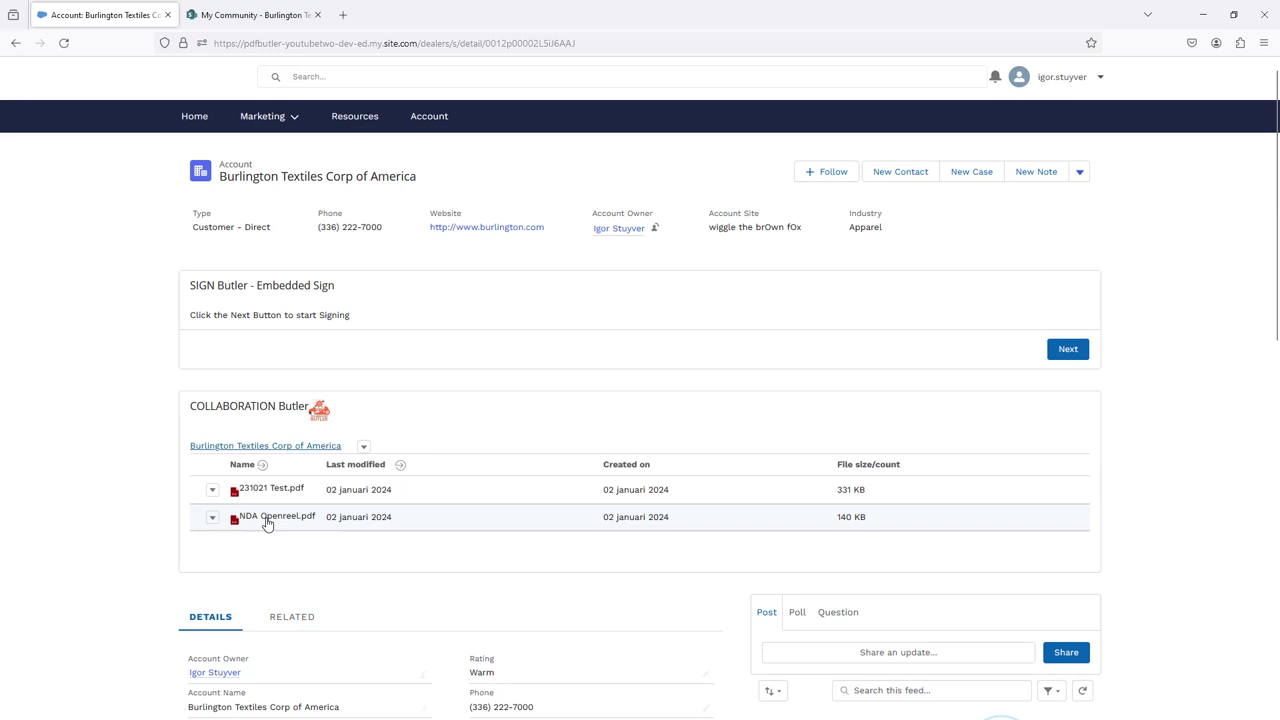 Account: Burlington Textiles Co
My Community - Burlington Te
https://pdfbutler-youtubetwo-dev-ed.my.site.com/dealers/s/detail/0012p00002L5iJ6AAJ
Search...
igor.stuyver
Home
Marketing
Resources
Account
Account
Burlington Textiles Corp of America
Follow
New Contact
New Case
New Note
Type
Phone
Website
Account Owner
Account Site
Industry
Customer - Direct
(336) 222-7000
http://www.burlington.com
Igor Stuyver
wiggle the brOwn fOx
Apparel
SIGN Butler - Embedded Sign
Click the Next Button to start Signing
Next
COLLABORATION Butler
BUTLER
Burlington Textiles Corp of America
Name
Last modified
Created on
File size/count
231021 Test.pdf
02 januari 2024
02 januari 2024
331 KB
NDA Openreel.pdf
02 januari 2024
02 januari 2024
140 KB
DETAILS
RELATED
Post
Poll
Question
Share an update...
Share
Account Owner
Igor Stuyver
Rating
Warm
Search this feed...
Account Name
Burlington Textiles Corp of America
Phone
(336) 222-7000